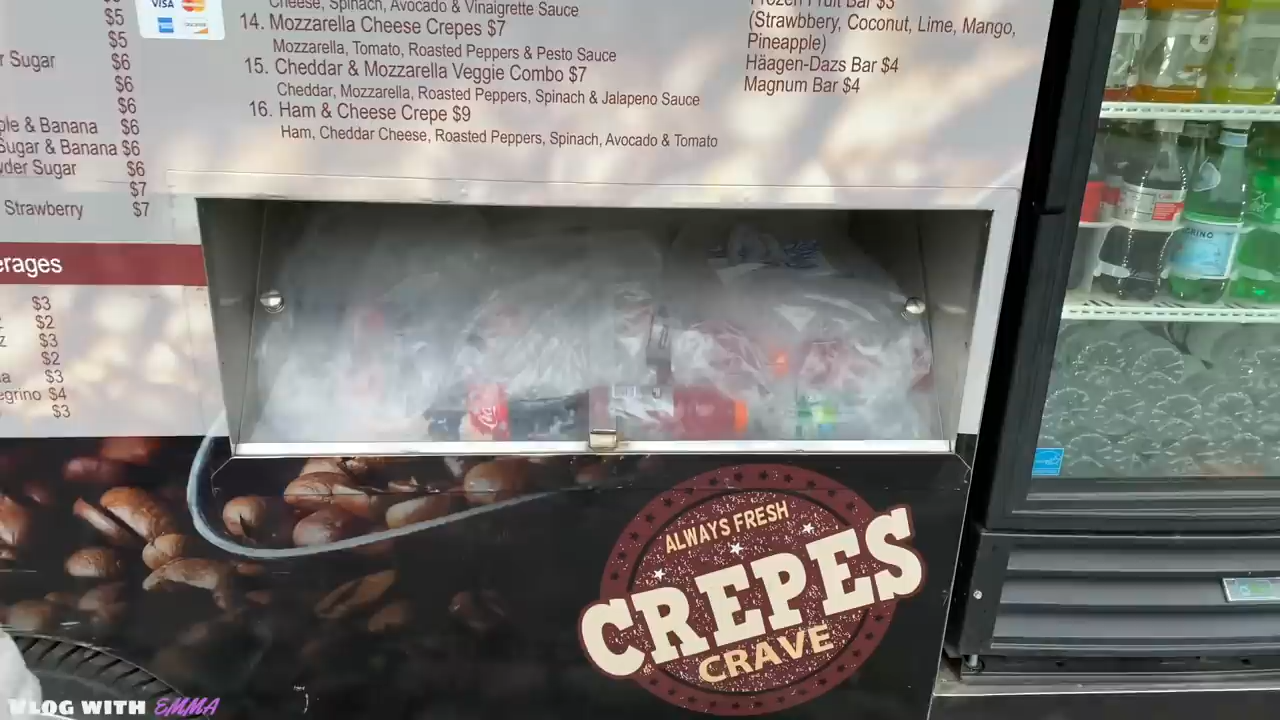 VISA
DISCOVER
$5
$5
r Sugar $6
$6
$6
ple & Banana $6
Sugar & Banana $6
wder Sugar $6
$7
Strawberry $7
erages
$3
$2
z $3
$2
a $3
egrino $4
$3
Cheese, Spinach, Avocado & Vinaigrette Sauce
14. Mozzarella Cheese Crepes $7
Mozzarella, Tomato, Roasted Peppers & Pesto Sauce
15. Cheddar & Mozzarella Veggie Combo $7
Cheddar, Mozzarella, Roasted Peppers, Spinach & Jalapeno Sauce
16. Ham & Cheese Crepe $9
Ham, Cheddar Cheese, Roasted Peppers, Spinach, Avocado & Tomato
Frozen Fruit Bar $3
(Strawbbery, Coconut, Lime, Mango,
Pineapple)
Häagen-Dazs Bar $4
Magnum Bar $4
ALWAYS FRESH
CREPES
CRAVE
VLOG WITH EMMA